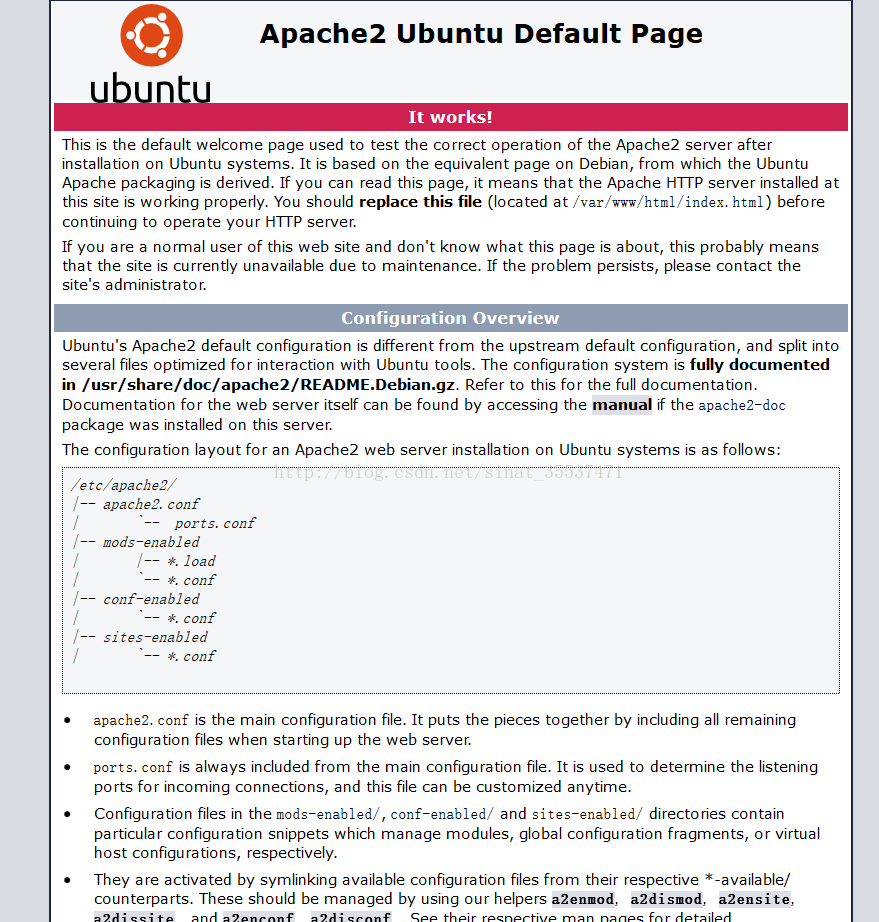 ubuntu
Apache2 Ubuntu Default Page
It works!
This is the default welcome page used to test the correct operation of the Apache2 server after
installation on Ubuntu systems. It is based on the equivalent page on Debian, from which the Ubuntu
Apache packaging is derived. If you can read this page, it means that the Apache HTTP server installed at
this site is working properly. You should replace this file (located at /var/www/html/index.html) before
continuing to operate your HTTP server.
If you are a normal user of this web site and don't know what this page is about, this probably means
that the site is currently unavailable due to maintenance. If the problem persists, please contact the
site's administrator.
Configuration Overview
Ubuntu's Apache2 default configuration is different from the upstream default configuration, and split into
several files optimized for interaction with Ubuntu tools. The configuration system is fully documented
in /usr/share/doc/apache2/README.Debian.gz. Refer to this for the full documentation.
Documentation for the web server itself can be found by accessing the manual if the apache2-doc
package was installed on this server.
The configuration layout for an Apache2 web server installation on Ubuntu systems is as follows:
http://blog.csdn.net/sinat_35537471
/etc/apache2/
|-- apache2.conf
|       `--  ports.conf
|-- mods-enabled
|       |-- *.load
|       `-- *.conf
|-- conf-enabled
|       `-- *.conf
|-- sites-enabled
|       `-- *.conf
• apache2.conf is the main configuration file. It puts the pieces together by including all remaining
configuration files when starting up the web server.
• ports.conf is always included from the main configuration file. It is used to determine the listening
ports for incoming connections, and this file can be customized anytime.
• Configuration files in the mods-enabled/, conf-enabled/ and sites-enabled/ directories contain
particular configuration snippets which manage modules, global configuration fragments, or virtual
host configurations, respectively.
• They are activated by symlinking available configuration files from their respective *-available/
counterparts. These should be managed by using our helpers a2enmod, a2dismod, a2ensite,
a2dissite, and a2enconf, a2disconf . See their respective man pages for detailed